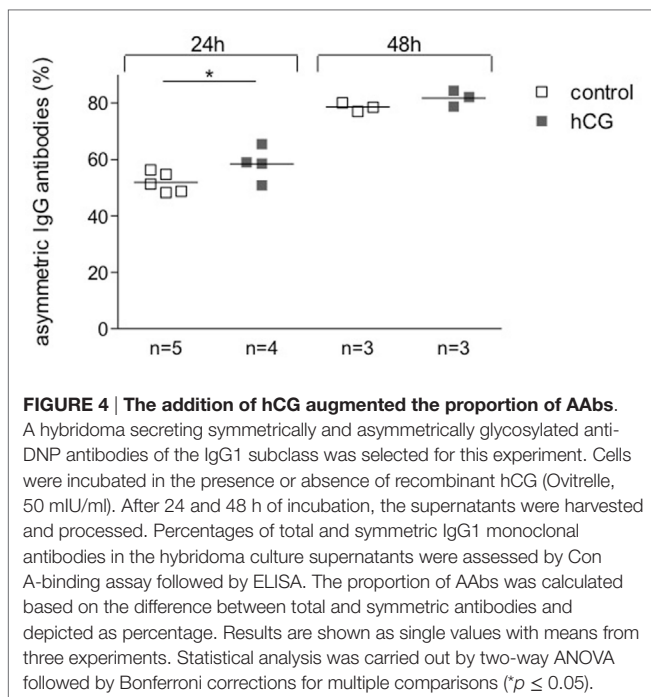 24h 48h
*
asymmetric IgG antibodies (%)
80
60
40
20
0
control
hCG
n=5 n=4 n=3 n=3
FIGURE 4 | The addition of hCG augmented the proportion of AAbs.
A hybridoma secreting symmetrically and asymmetrically glycosylated anti-
DNP antibodies of the IgG1 subclass was selected for this experiment. Cells
were incubated in the presence or absence of recombinant hCG (Ovitrelle,
50 mIU/ml). After 24 and 48 h of incubation, the supernatants were harvested
and processed. Percentages of total and symmetric IgG1 monoclonal
antibodies in the hybridoma culture supernatants were assessed by Con
A-binding assay followed by ELISA. The proportion of AAbs was calculated
based on the difference between total and symmetric antibodies and
depicted as percentage. Results are shown as single values with means from
three experiments. Statistical analysis was carried out by two-way ANOVA
followed by Bonferroni corrections for multiple comparisons (*p ≤ 0.05).